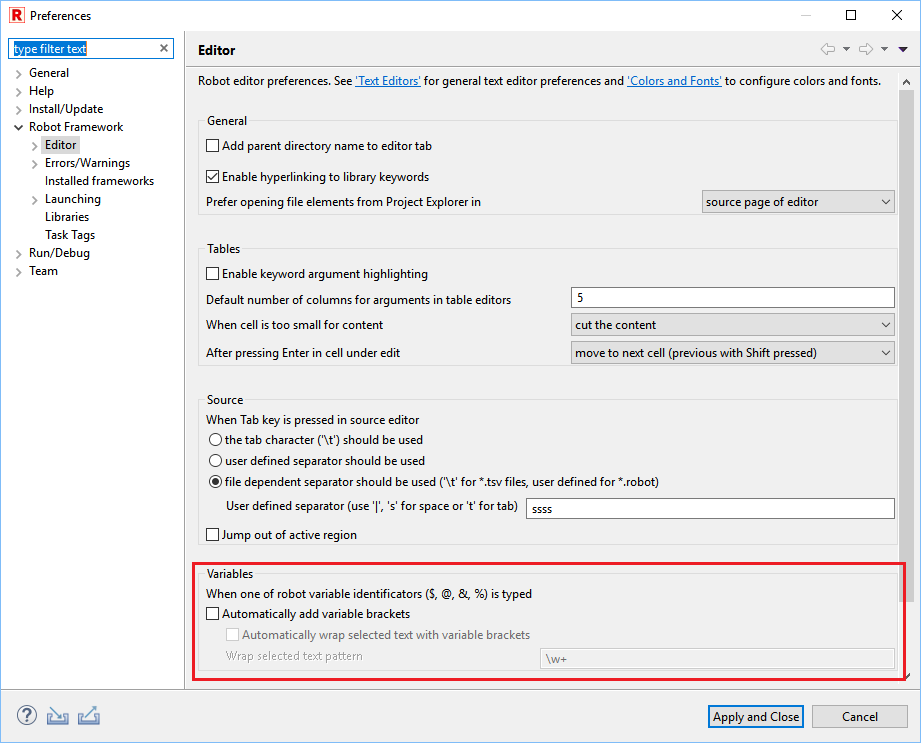 R Preferences
type filter text
General
Help
Install/Update
Robot Framework
Editor
Errors/Warnings
Installed frameworks
Launching
Libraries
Task Tags
Run/Debug
Team
Editor
Robot editor preferences. See 'Text Editors' for general text editor preferences and 'Colors and Fonts' to configure colors and fonts.
General
Add parent directory name to editor tab
Enable hyperlinking to library keywords
Prefer opening file elements from Project Explorer in source page of editor
Tables
Enable keyword argument highlighting
Default number of columns for arguments in table editors 5
When cell is too small for content cut the content
After pressing Enter in cell under edit move to next cell (previous with Shift pressed)
Source
When Tab key is pressed in source editor
the tab character ('\t') should be used
user defined separator should be used
file dependent separator should be used ('\t' for *.tsv files, user defined for *.robot)
User defined separator (use '|', 's' for space or 't' for tab) ssss
Jump out of active region
Variables
When one of robot variable identificators ($, @, &, %) is typed
Automatically add variable brackets
Automatically wrap selected text with variable brackets
Wrap selected text pattern \w+
?
Apply and Close
Cancel